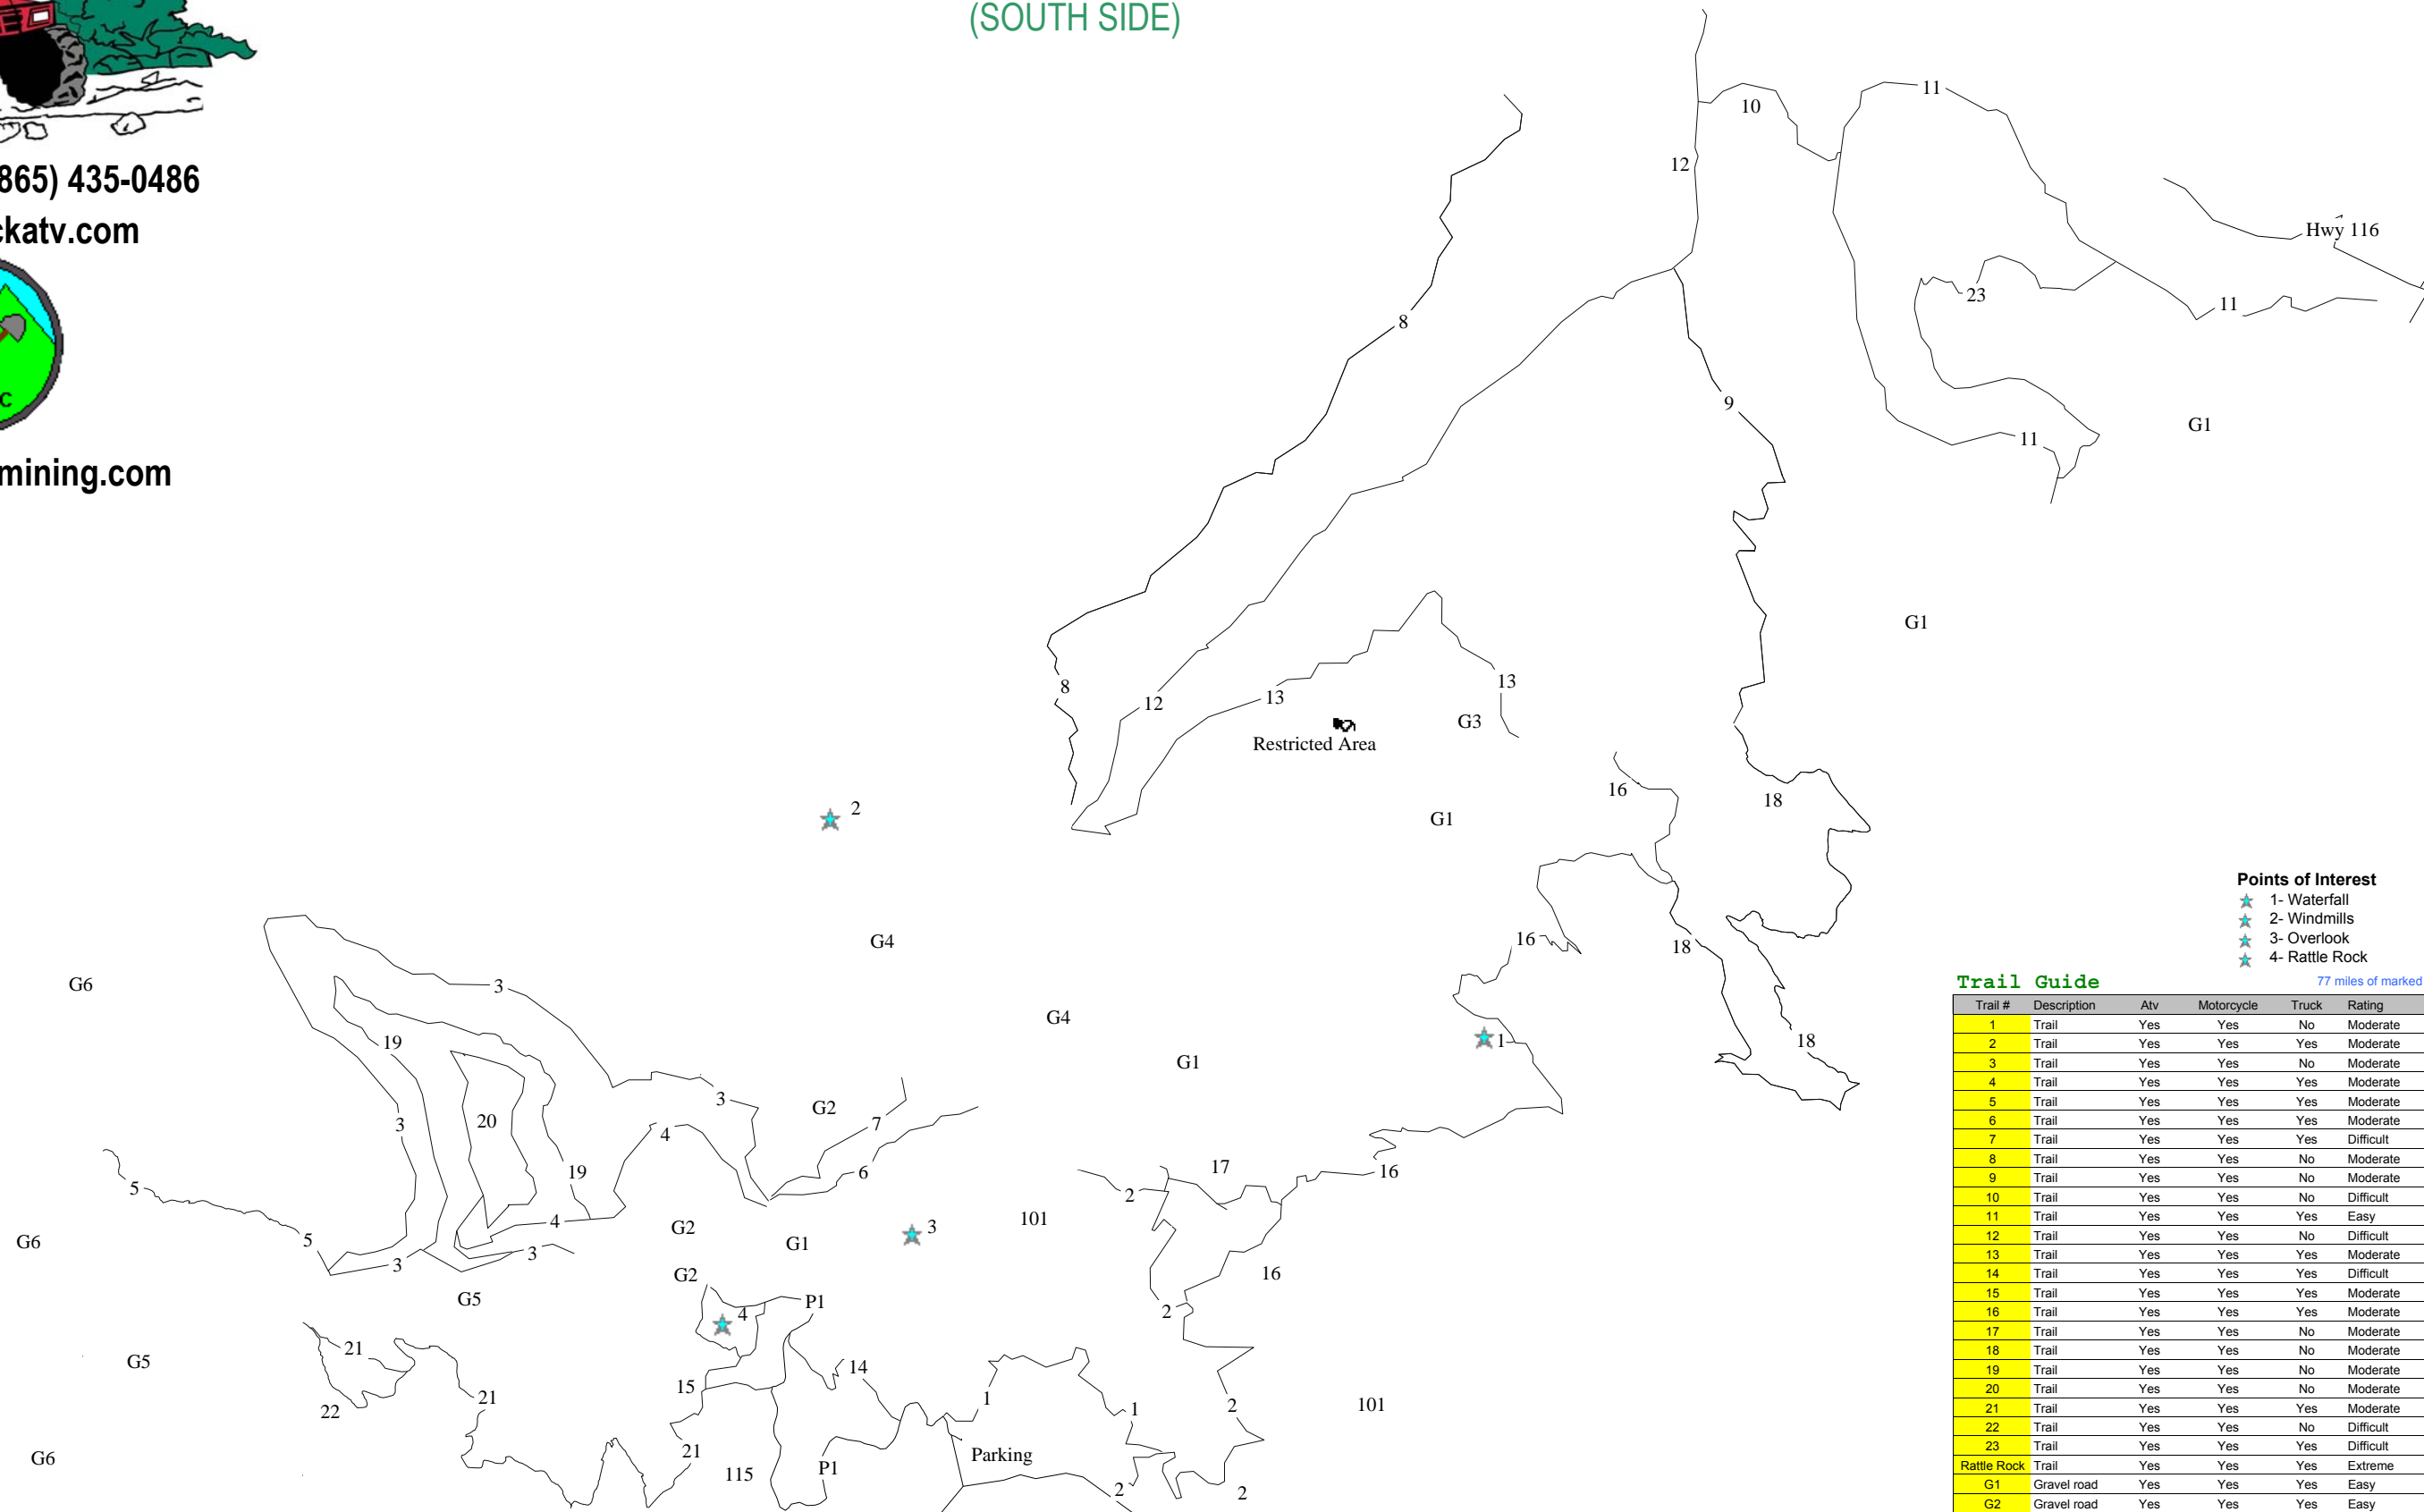 (SOUTH SIDE)
865) 435-0486
ckatv.com
C
mining.com
11
10
12
Hwy 116
23
11
8
9
G1
11
G1
8
13
13
12
G3
Restricted Area
16
18
2
G1
G4
16
18
G6
3
G4
19
1
18
G1
3
G2
20
3
7
4
17
19
6
16
5
2
4
G2
3
101
5
G6
G1
3
3
G2
16
G5
P1
4
2
21
G5
14
15
21
1
2
101
22
1
21
Parking
G6
P1
115
2
2
Points of Interest
1- Waterfall
2- Windmills
3- Overlook
4- Rattle Rock
Trail Guide 77 miles of marked
Trail # Description Atv Motorcycle Truck Rating
1 Trail Yes Yes No Moderate
2 Trail Yes Yes Yes Moderate
3 Trail Yes Yes No Moderate
4 Trail Yes Yes Yes Moderate
5 Trail Yes Yes Yes Moderate
6 Trail Yes Yes Yes Moderate
7 Trail Yes Yes Yes Difficult
8 Trail Yes Yes No Moderate
9 Trail Yes Yes No Moderate
10 Trail Yes Yes No Difficult
11 Trail Yes Yes Yes Easy
12 Trail Yes Yes No Difficult
13 Trail Yes Yes Yes Moderate
14 Trail Yes Yes Yes Difficult
15 Trail Yes Yes Yes Moderate
16 Trail Yes Yes Yes Moderate
17 Trail Yes Yes No Moderate
18 Trail Yes Yes No Moderate
19 Trail Yes Yes No Moderate
20 Trail Yes Yes No Moderate
21 Trail Yes Yes Yes Moderate
22 Trail Yes Yes No Difficult
23 Trail Yes Yes Yes Difficult
Rattle Rock Trail Yes Yes Yes Extreme
G1 Gravel road Yes Yes Yes Easy
G2 Gravel road Yes Yes Yes Easy